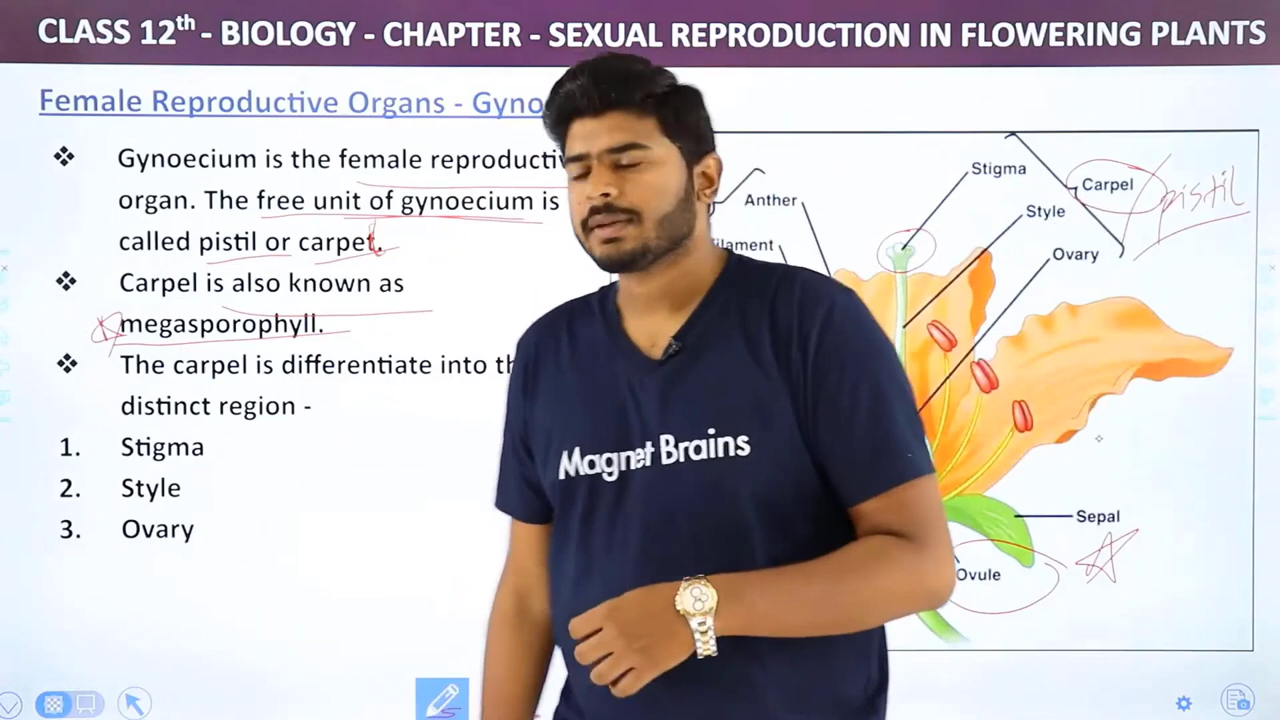 CLASS 12th - BIOLOGY - CHAPTER - SEXUAL REPRODUCTION IN FLOWERING PLANTS
Female Reproductive Organs - Gyno
❖ Gynoecium is the female reproductiv
organ. The free unit of gynoecium is
called pistil or carpet.
❖ Carpel is also known as
megasporophyll.
❖ The carpel is differentiate into th
distinct region -
1. Stigma
2. Style
3. Ovary
Stigma
Carpel
pistil
Anther
Style
filament
Ovary
Sepal
Ovule
Magnet Brains